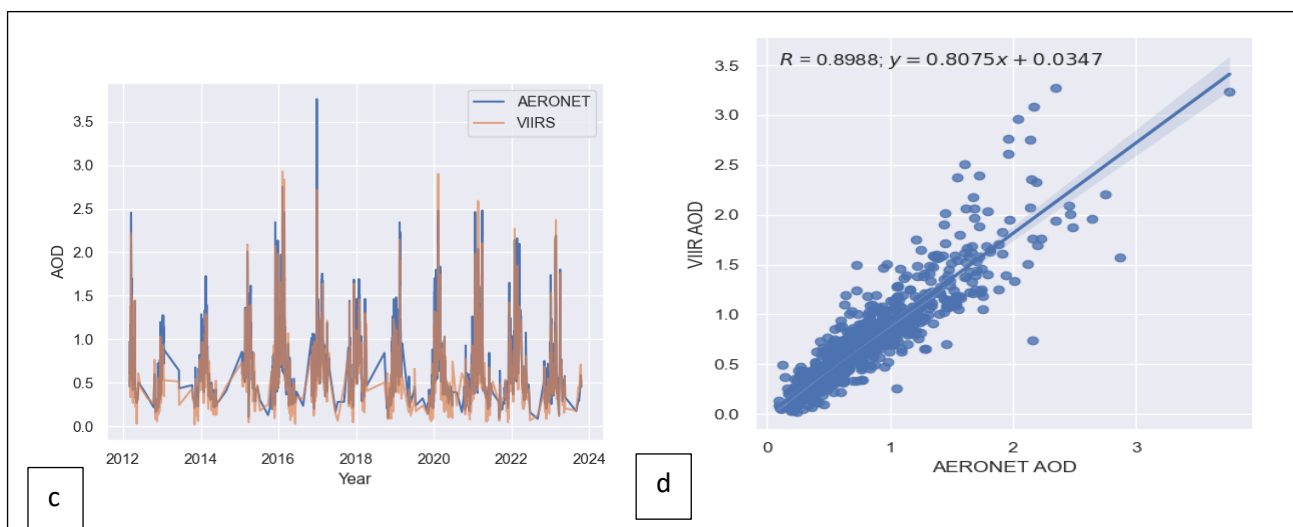 AERONET
VIIRS
3.5
3.0
2.5
2.0
1.5
1.0
0.5
0.0
AOD
2012 2014 2016 2018 2020 2022 2024
Year
c
R = 0.8988; y = 0.8075x + 0.0347
3.5
3.0
2.5
2.0
1.5
1.0
0.5
0.0
VIIR AOD
0 1 2 3
AERONET AOD
d